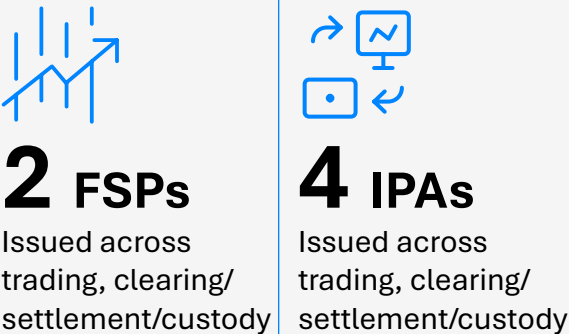 2 FSPs
Issued across
trading, clearing/
settlement/custody
4 IPAs
Issued across
trading, clearing/
settlement/custody